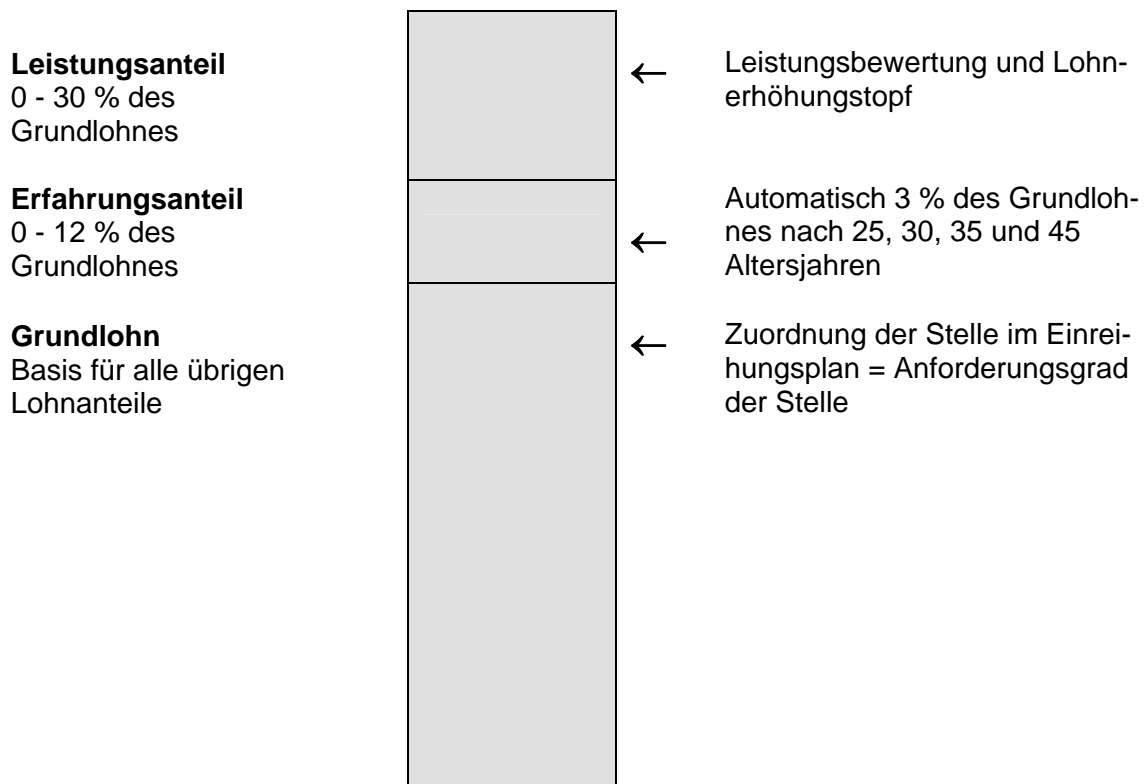 Leistungsanteil
0 - 30 % des
Grundlohnes
← Leistungsbewertung und Lohn-
erhöhungstopf
Erfahrungsanteil
0 - 12 % des
Grundlohnes
← Automatisch 3 % des Grundloh-
nes nach 25, 30, 35 und 45
Altersjahren
Grundlohn
Basis für alle übrigen
Lohnanteile
← Zuordnung der Stelle im Einrei-
hungsplan = Anforderungsgrad
der Stelle